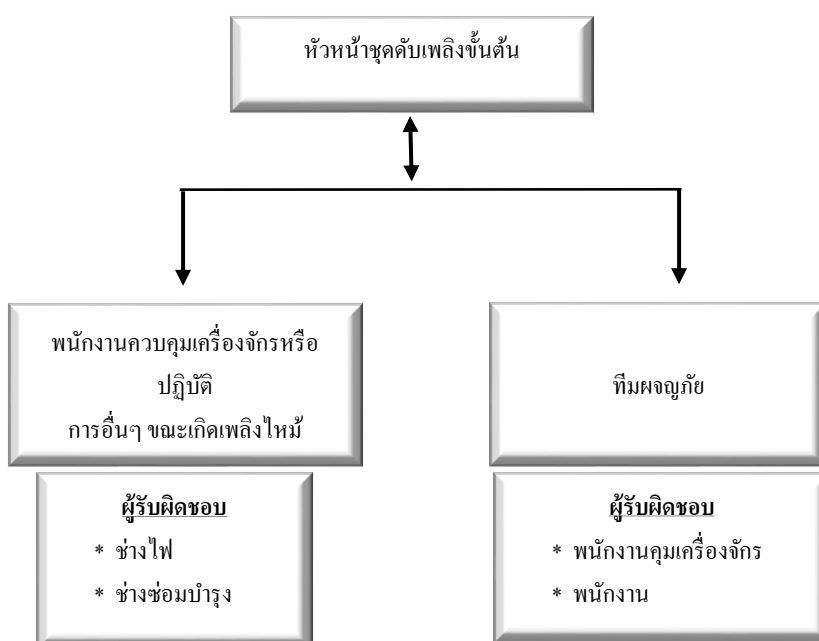 หัวหน้าชุดดับเพลิงขั้นต้น
พนักงานควบคุมเครื่องจักรหรือ
ปฏิบัติ
การอื่นๆ ขณะเกิดเพลิงไหม้
ผู้รับผิดชอบ
* ช่างไฟ
* ช่างซ่อมบำรุง
ทีมผจญภัย
ผู้รับผิดชอบ
* พนักงานคุมเครื่องจักร
* พนักงาน